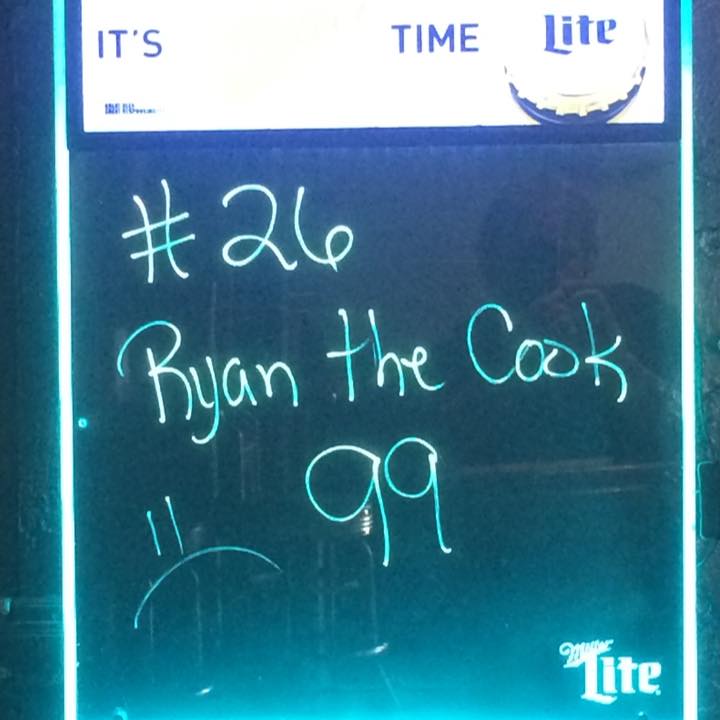 IT'S TIME Lite
#26
Ryan the Cook
99
Miller
Lite